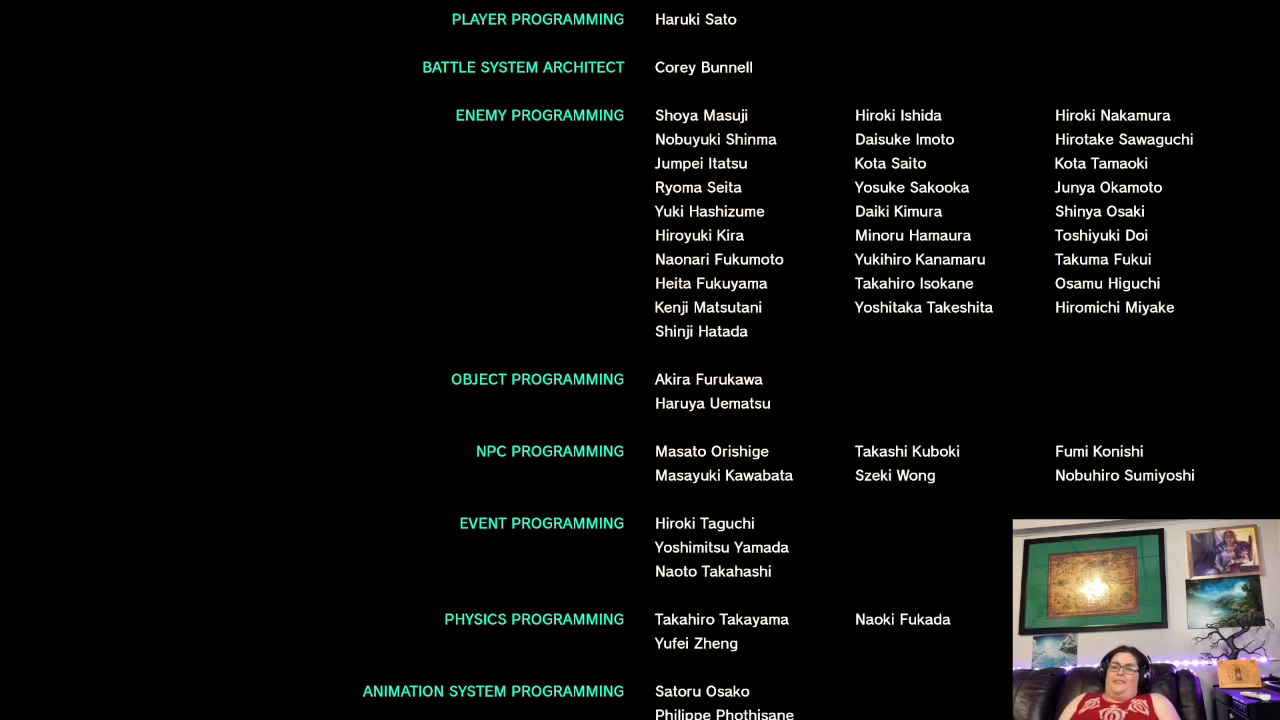 PLAYER PROGRAMMING Haruki Sato
BATTLE SYSTEM ARCHITECT Corey Bunnell
ENEMY PROGRAMMING Shoya Masuji Hiroki Ishida Hiroki Nakamura
Nobuyuki Shinma Daisuke Imoto Hirotake Sawaguchi
Jumpei Itatsu Kota Saito Kota Tamaoki
Ryoma Seita Yosuke Sakooka Junya Okamoto
Yuki Hashizume Daiki Kimura Shinya Osaki
Hiroyuki Kira Minoru Hamaura Toshiyuki Doi
Naonari Fukumoto Yukihiro Kanamaru Takuma Fukui
Heita Fukuyama Takahiro Isokane Osamu Higuchi
Kenji Matsutani Yoshitaka Takeshita Hiromichi Miyake
Shinji Hatada
OBJECT PROGRAMMING Akira Furukawa
Haruya Uematsu
NPC PROGRAMMING Masato Orishige Takashi Kuboki Fumi Konishi
Masayuki Kawabata Szeki Wong Nobuhiro Sumiyoshi
EVENT PROGRAMMING Hiroki Taguchi
Yoshimitsu Yamada
Naoto Takahashi
PHYSICS PROGRAMMING Takahiro Takayama Naoki Fukada
Yufei Zheng
ANIMATION SYSTEM PROGRAMMING Satoru Osako
Philippe Phothisane